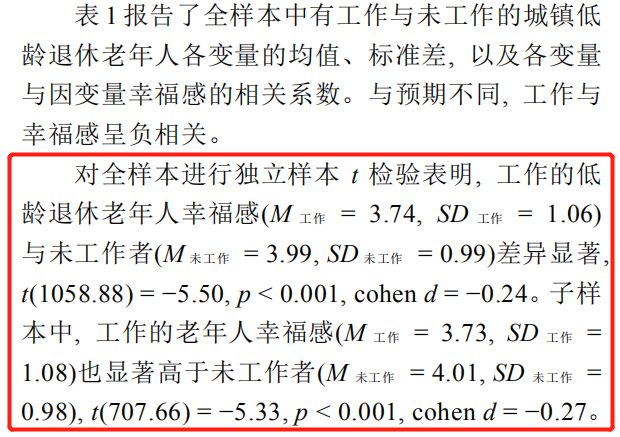 表 1 报告了全样本中有工作与未工作的城镇低
龄退休老年人各变量的均值、标准差, 以及各变量
与因变量幸福感的相关系数。与预期不同, 工作与
幸福感呈负相关。
对全样本进行独立样本 t 检验表明, 工作的低
龄退休老年人幸福感(M 工作 = 3.74, SD 工作 = 1.06)
与未工作者(M 未工作 = 3.99, SD 未工作 = 0.99)差异显著,
t(1058.88) = −5.50, p < 0.001, cohen d = −0.24。子样
本中, 工作的老年人幸福感(M 工作 = 3.73, SD 工作 =
1.08)也显著高于未工作者(M 未工作 = 4.01, SD 未工作 =
0.98), t(707.66) = −5.33, p < 0.001, cohen d = −0.27。